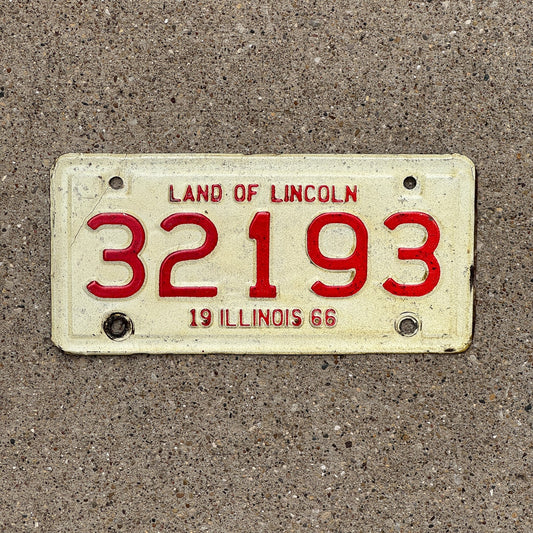 LAND OF LINCOLN
32193
19 ILLINOIS 66